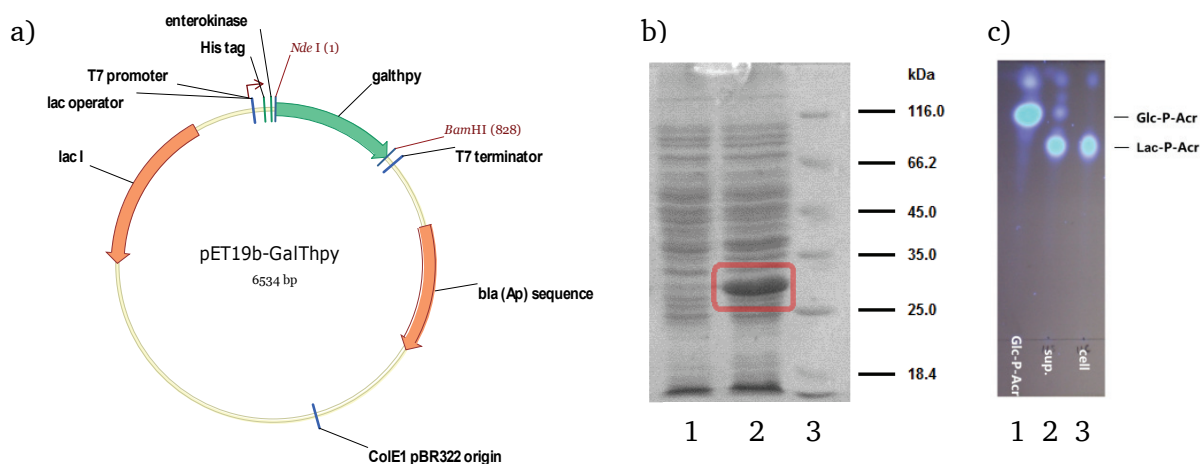 a)
enterokinase
His tag
Nde I (1)
T7 promoter
galthpy
lac operator
BamHI (828)
T7 terminator
lac I
pET19b-GalThpy
6534 bp
bla (Ap) sequence
ColE1 pBR322 origin
b)
kDa
116.0
66.2
45.0
35.0
25.0
18.4
1 2 3
c)
Glc-P-Acr
Lac-P-Acr
Glc-P-Acr
sup.
cell
1 2 3